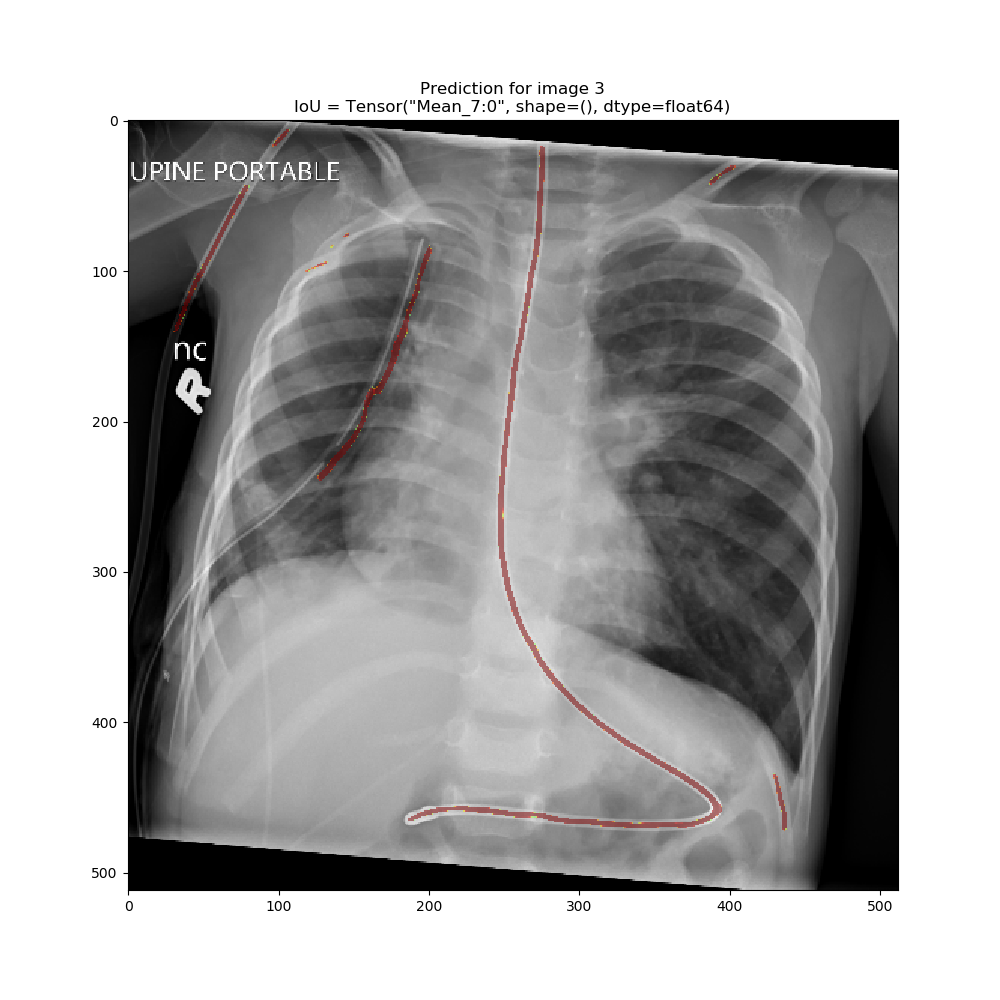 Prediction for image 3
IoU = Tensor("Mean_7:0", shape=(), dtype=float64)
0
UPINE PORTABLE
100
nc
R
200
300
400
500
0 100 200 300 400 500